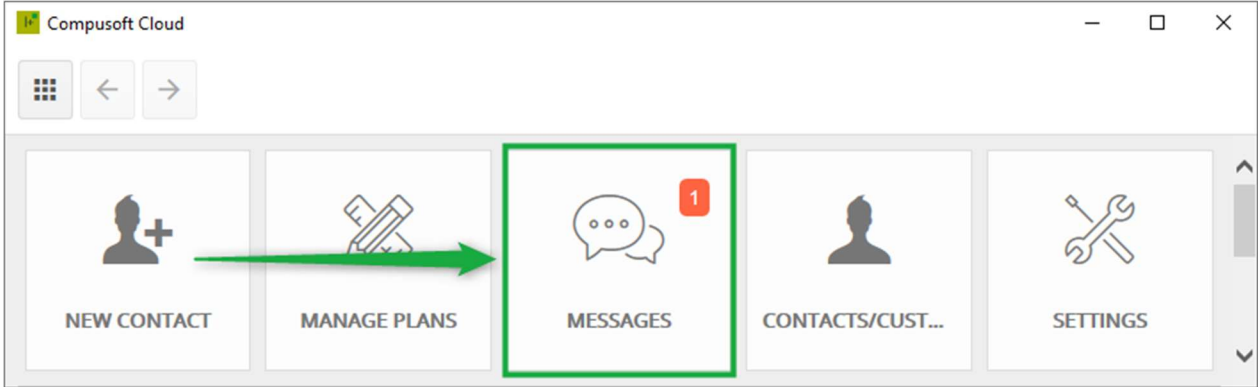 Compusoft Cloud
1
NEW CONTACT
MANAGE PLANS
MESSAGES
CONTACTS/CUST...
SETTINGS